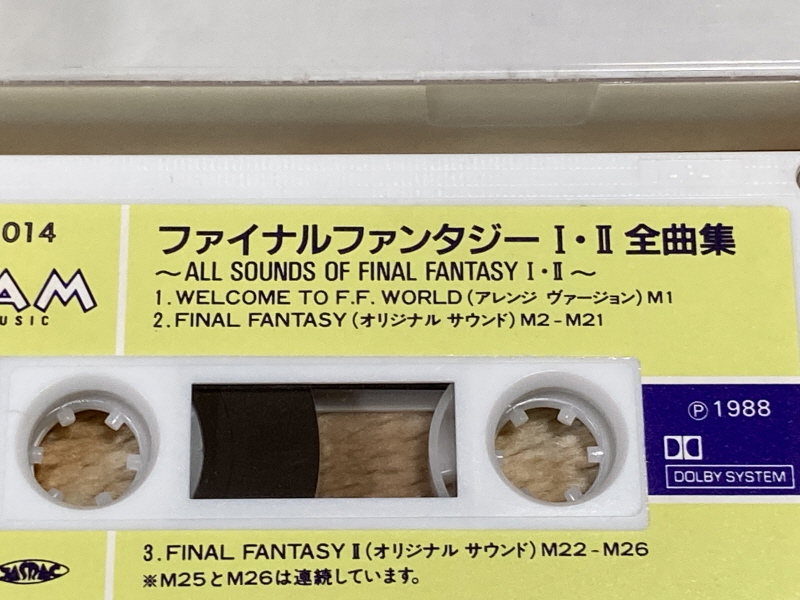 014
ファイナルファンタジー I・II 全曲集
～ALL SOUNDS OF FINAL FANTASY I・II～
AM
1. WELCOME TO F.F. WORLD (アレンジ ヴァージョン) M1
USIC
2. FINAL FANTASY (オリジナル サウンド) M2-M21
Ⓟ1988
DOLBY SYSTEM
3. FINAL FANTASY II (オリジナル サウンド) M22-M26
JASRAC
※M25とM26は連続しています。